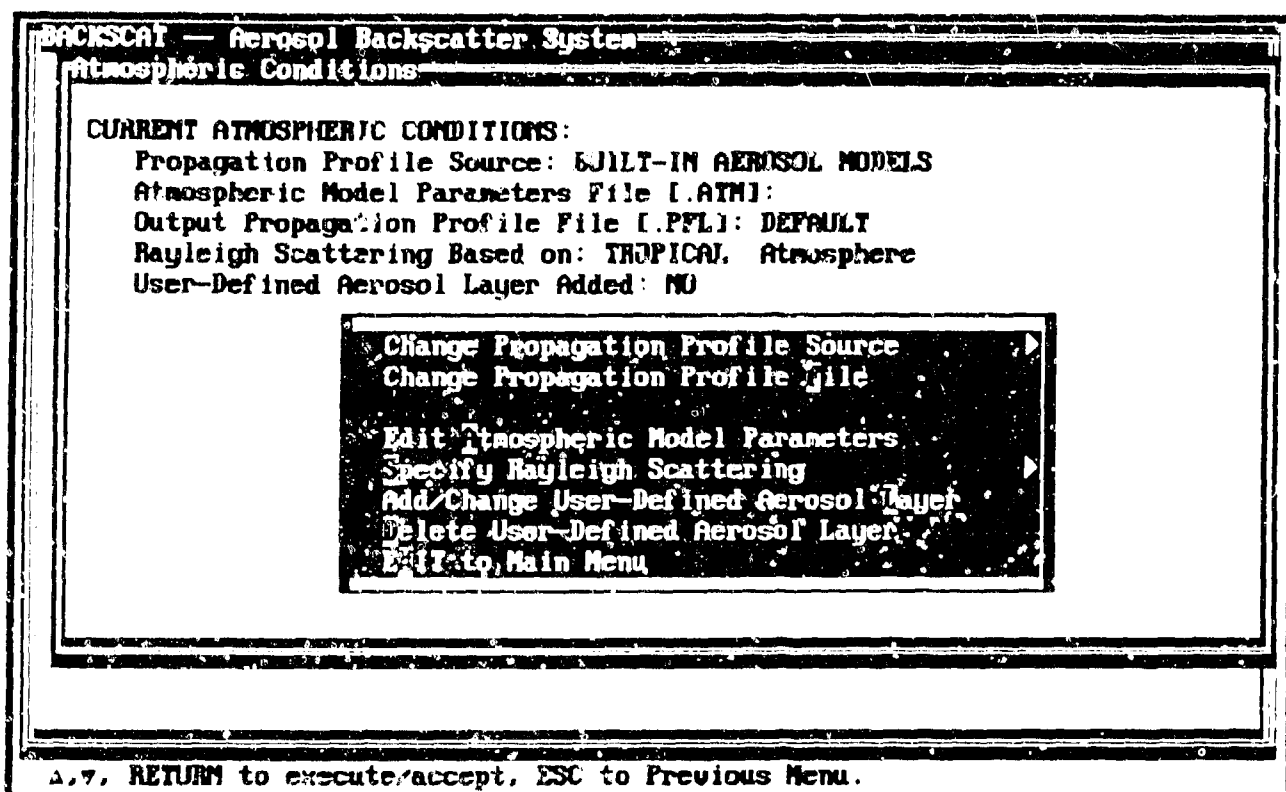 BACKSCAT — Aerosol Backscatter System
Atmospheric Conditions
CURRENT ATMOSPHERIC CONDITIONS:
Propagation Profile Source: BUILT-IN AEROSOL MODELS
Atmospheric Model Parameters File [.ATM]:
Output Propagation Profile File [.PFL]: DEFAULT
Rayleigh Scattering Based on: TROPICAL Atmosphere
User-Defined Aerosol Layer Added: NO
Change Propagation Profile Source
Change Propagation Profile File
Edit Atmospheric Model Parameters
Specify Rayleigh Scattering
Add/Change User-Defined Aerosol Layer
Delete User-Defined Aerosol Layer
EXIT to Main Menu
△,▽, RETURN to execute/accept, ESC to Previous Menu.